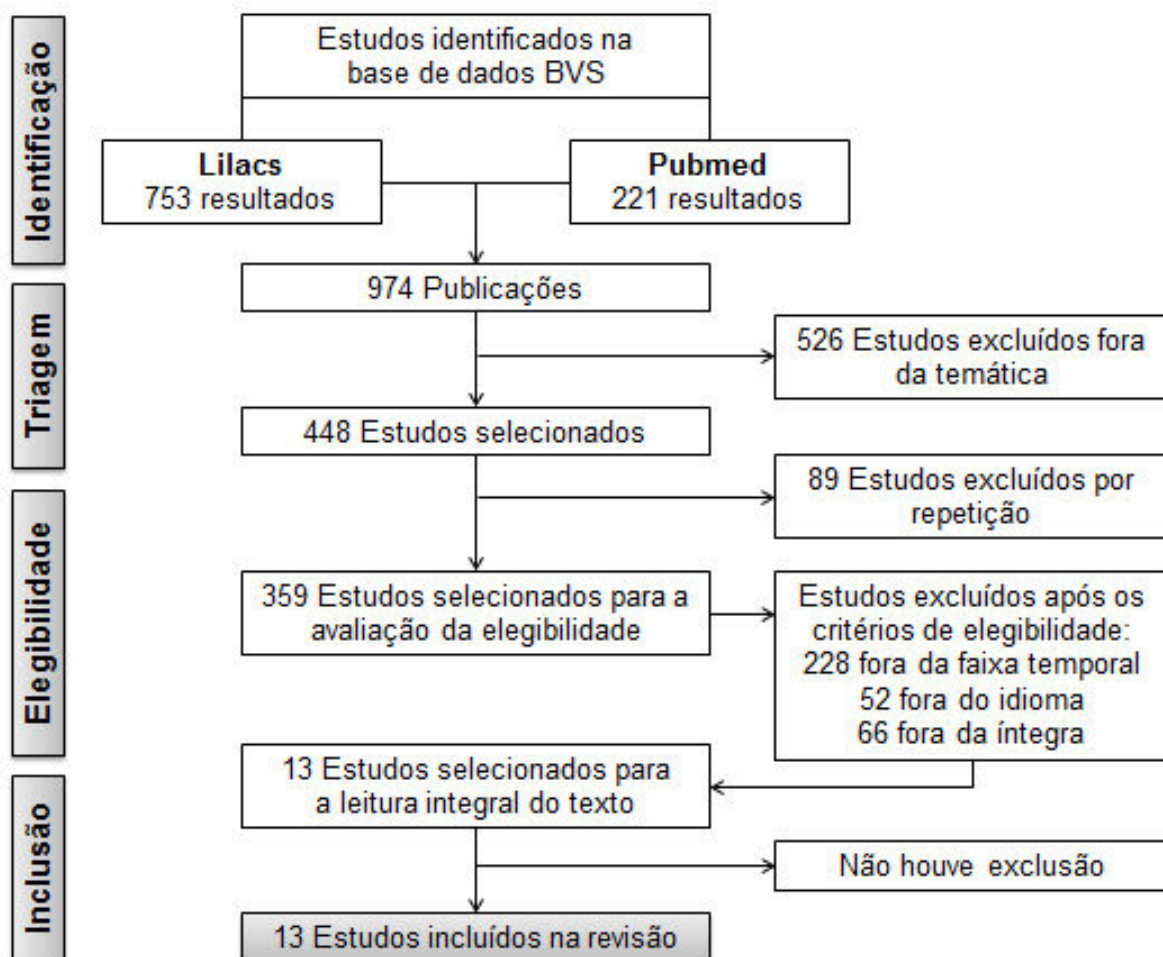 Identificação
Estudos identificados na
base de dados BVS
Lilacs
753 resultados
Pubmed
221 resultados
974 Publicações
Triagem
526 Estudos excluídos fora
da temática
448 Estudos selecionados
89 Estudos excluídos por
repetição
Elegibilidade
359 Estudos selecionados para a
avaliação da elegibilidade
Estudos excluídos após os
critérios de elegibilidade:
228 fora da faixa temporal
52 fora do idioma
66 fora da íntegra
Inclusão
13 Estudos selecionados para
a leitura integral do texto
Não houve exclusão
13 Estudos incluídos na revisão